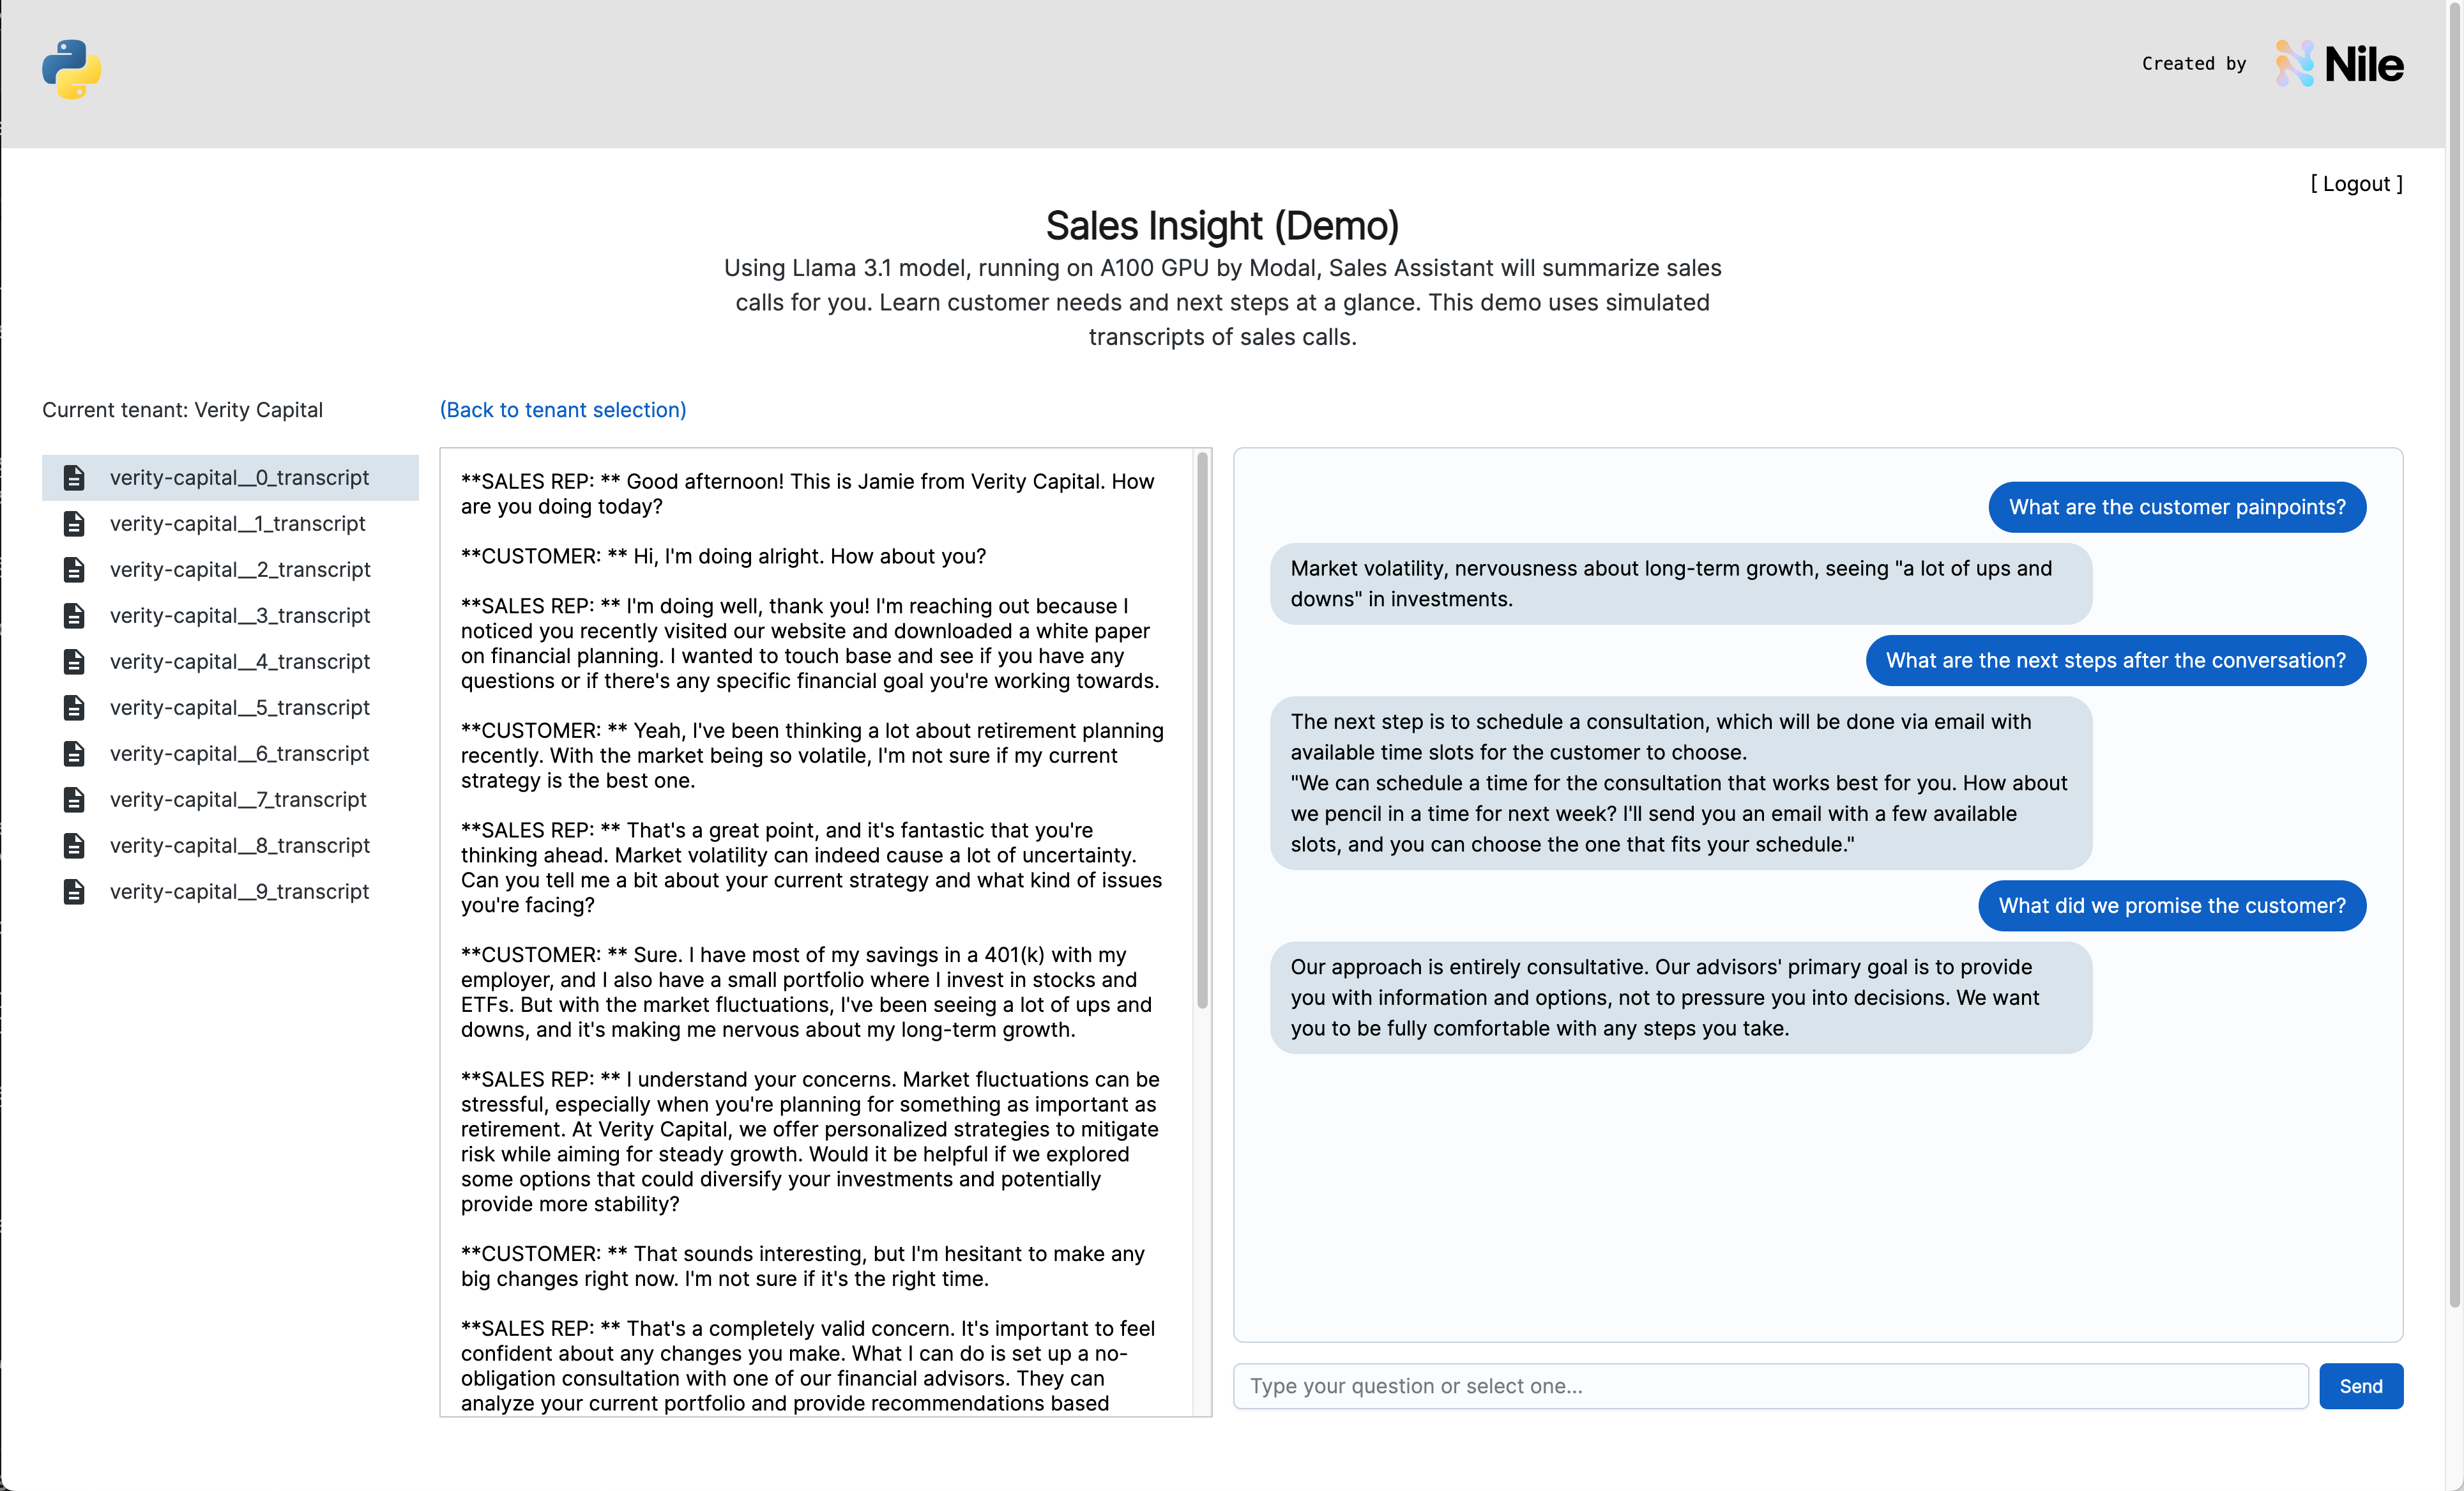 Created by
Nile
[ Logout ]
Sales Insight (Demo)
Using Llama 3.1 model, running on A100 GPU by Modal, Sales Assistant will summarize sales
calls for you. Learn customer needs and next steps at a glance. This demo uses simulated
transcripts of sales calls.
Current tenant: Verity Capital
(Back to tenant selection)
verity-capital__0_transcript
verity-capital__1_transcript
verity-capital__2_transcript
verity-capital__3_transcript
verity-capital__4_transcript
verity-capital__5_transcript
verity-capital__6_transcript
verity-capital__7_transcript
verity-capital__8_transcript
verity-capital__9_transcript
**SALES REP: ** Good afternoon! This is Jamie from Verity Capital. How
are you doing today?
**CUSTOMER: ** Hi, I'm doing alright. How about you?
**SALES REP: ** I'm doing well, thank you! I'm reaching out because I
noticed you recently visited our website and downloaded a white paper
on financial planning. I wanted to touch base and see if you have any
questions or if there's any specific financial goal you're working towards.
**CUSTOMER: ** Yeah, I've been thinking a lot about retirement planning
recently. With the market being so volatile, I'm not sure if my current
strategy is the best one.
**SALES REP: ** That's a great point, and it's fantastic that you're
thinking ahead. Market volatility can indeed cause a lot of uncertainty.
Can you tell me a bit about your current strategy and what kind of issues
you're facing?
**CUSTOMER: ** Sure. I have most of my savings in a 401(k) with my
employer, and I also have a small portfolio where I invest in stocks and
ETFs. But with the market fluctuations, I've been seeing a lot of ups and
downs, and it's making me nervous about my long-term growth.
**SALES REP: ** I understand your concerns. Market fluctuations can be
stressful, especially when you're planning for something as important as
retirement. At Verity Capital, we offer personalized strategies to mitigate
risk while aiming for steady growth. Would it be helpful if we explored
some options that could diversify your investments and potentially
provide more stability?
**CUSTOMER: ** That sounds interesting, but I'm hesitant to make any
big changes right now. I'm not sure if it's the right time.
**SALES REP: ** That's a completely valid concern. It's important to feel
confident about any changes you make. What I can do is set up a no-
obligation consultation with one of our financial advisors. They can
analyze your current portfolio and provide recommendations based
What are the customer painpoints?
Market volatility, nervousness about long-term growth, seeing "a lot of ups and
downs" in investments.
What are the next steps after the conversation?
The next step is to schedule a consultation, which will be done via email with
available time slots for the customer to choose.
"We can schedule a time for the consultation that works best for you. How about
we pencil in a time for next week? I'll send you an email with a few available
slots, and you can choose the one that fits your schedule."
What did we promise the customer?
Our approach is entirely consultative. Our advisors' primary goal is to provide
you with information and options, not to pressure you into decisions. We want
you to be fully comfortable with any steps you take.
Type your question or select one...
Send